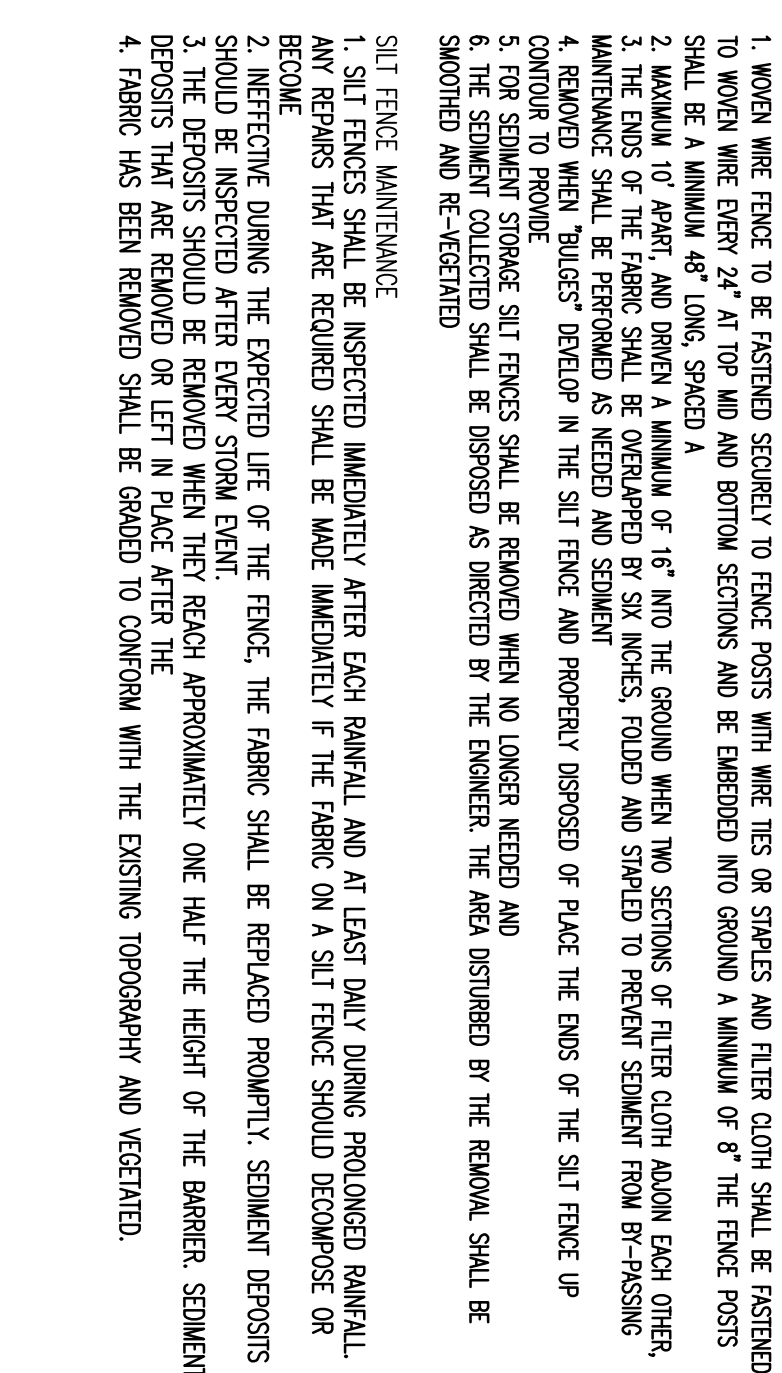 1. WOVEN WIRE FENCE TO BE FASTENED SECURELY TO FENCE POSTS WITH WIRE TIES OR STAPLES AND FILTER CLOTH SHALL BE FASTENED
TO WOVEN WIRE EVERY 24" AT TOP MID AND BOTTOM SECTIONS AND BE EMBEDDED INTO GROUND A MINIMUM OF 8" THE FENCE POSTS
SHALL BE A MINIMUM 48" LONG, SPACED A
2. MAXIMUM 10' APART, AND DRIVEN A MINIMUM OF 16" INTO THE GROUND WHEN TWO SECTIONS OF FILTER CLOTH ADJOIN EACH OTHER,
3. THE ENDS OF THE FABRIC SHALL BE OVERLAPPED BY SIX INCHES, FOLDED AND STAPLED TO PREVENT SEDIMENT FROM BY-PASSING
MAINTENANCE SHALL BE PERFORMED AS NEEDED AND SEDIMENT
4. REMOVED WHEN "BULGES" DEVELOP IN THE SILT FENCE AND PROPERLY DISPOSED OF PLACE THE ENDS OF THE SILT FENCE UP
CONTOUR TO PROVIDE
5. FOR SEDIMENT STORAGE SILT FENCES SHALL BE REMOVED WHEN NO LONGER NEEDED AND
6. THE SEDIMENT COLLECTED SHALL BE DISPOSED AS DIRECTED BY THE ENGINEER. THE AREA DISTURBED BY THE REMOVAL SHALL BE
SMOOTHED AND RE-VEGETATED
SILT FENCE MAINTENANCE
1. SILT FENCES SHALL BE INSPECTED IMMEDIATELY AFTER EACH RAINFALL AND AT LEAST DAILY DURING PROLONGED RAINFALL.
ANY REPAIRS THAT ARE REQUIRED SHALL BE MADE IMMEDIATELY IF THE FABRIC ON A SILT FENCE SHOULD DECOMPOSE OR
BECOME
2. INEFFECTIVE DURING THE EXPECTED LIFE OF THE FENCE, THE FABRIC SHALL BE REPLACED PROMPTLY. SEDIMENT DEPOSITS
SHOULD BE INSPECTED AFTER EVERY STORM EVENT.
3. THE DEPOSITS SHOULD BE REMOVED WHEN THEY REACH APPROXIMATELY ONE HALF THE HEIGHT OF THE BARRIER. SEDIMENT
DEPOSITS THAT ARE REMOVED OR LEFT IN PLACE AFTER THE
4. FABRIC HAS BEEN REMOVED SHALL BE GRADED TO CONFORM WITH THE EXISTING TOPOGRAPHY AND VEGETATED.